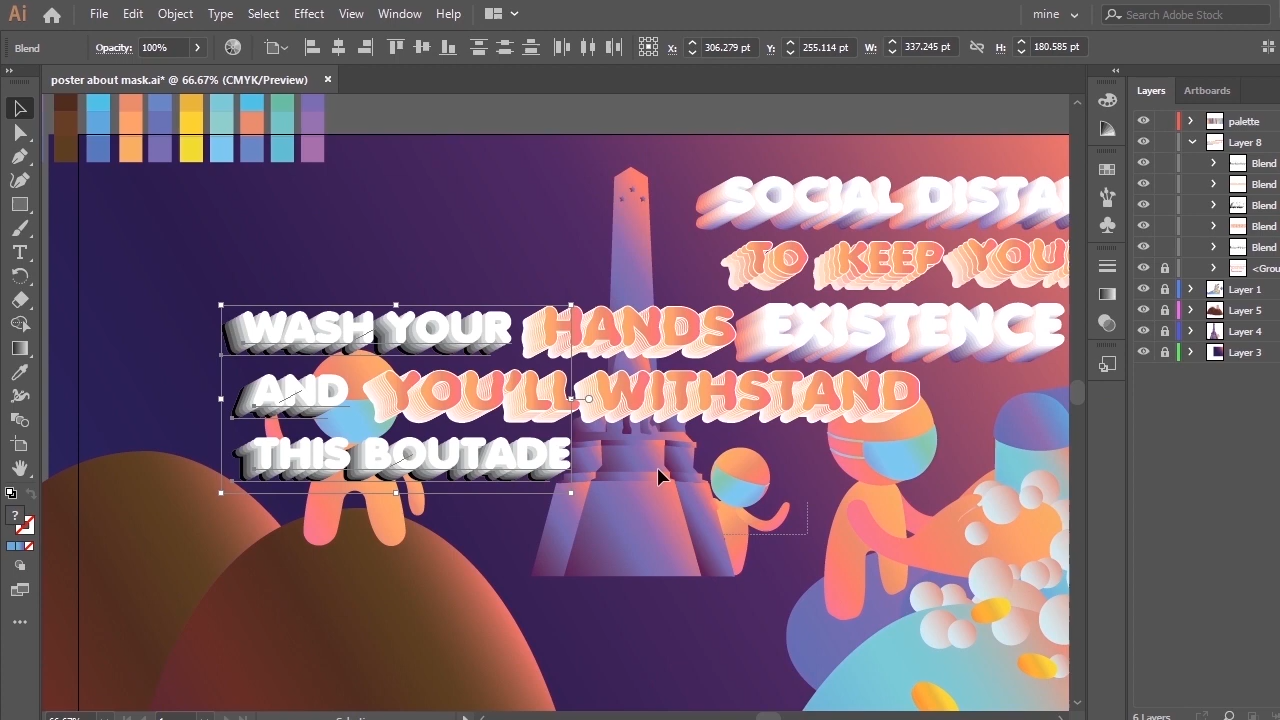 Ai File Edit Object Type Select Effect View Window Help mine Search Adobe Stock
Blend Opacity: 100% X: 306.279 pt Y: 255.114 pt W: 337.245 pt H: 180.585 pt
poster about mask.ai* @ 66.67% (CMYK/Preview) ×
Layers Artboards
palette
Layer 8
Blend
Blend
Blend
Blend
Blend
<Grou
Layer 1
Layer 5
Layer 4
Layer 3
SOCIAL DISTA
TO KEEP YOU
WASH YOUR HANDS EXISTENCE
AND YOU'LL WITHSTAND
THIS BOUTADE
6 Layers